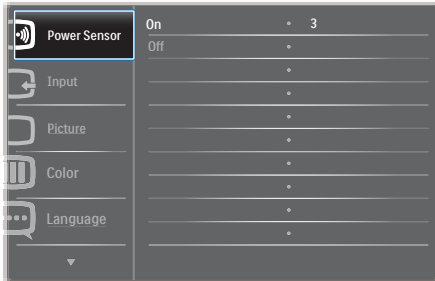 Power Sensor
Input
Picture
Color
Language
On 3
Off